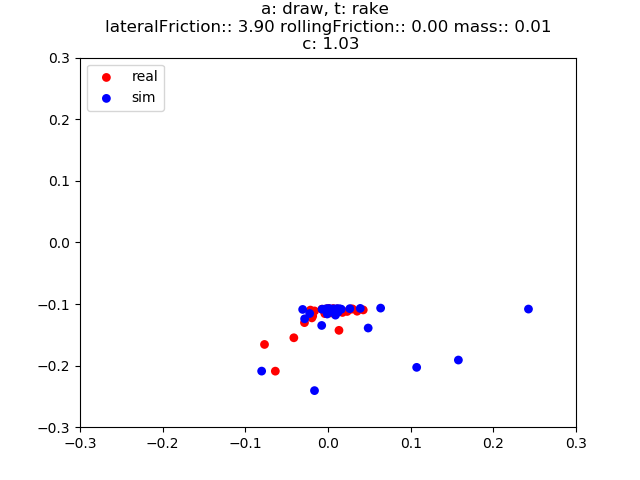 a: draw, t: rake
lateralFriction:: 3.90 rollingFriction:: 0.00 mass:: 0.01
c: 1.03
real
sim
0.3
0.2
0.1
0.0
−0.1
−0.2
−0.3
−0.3 −0.2 −0.1 0.0 0.1 0.2 0.3